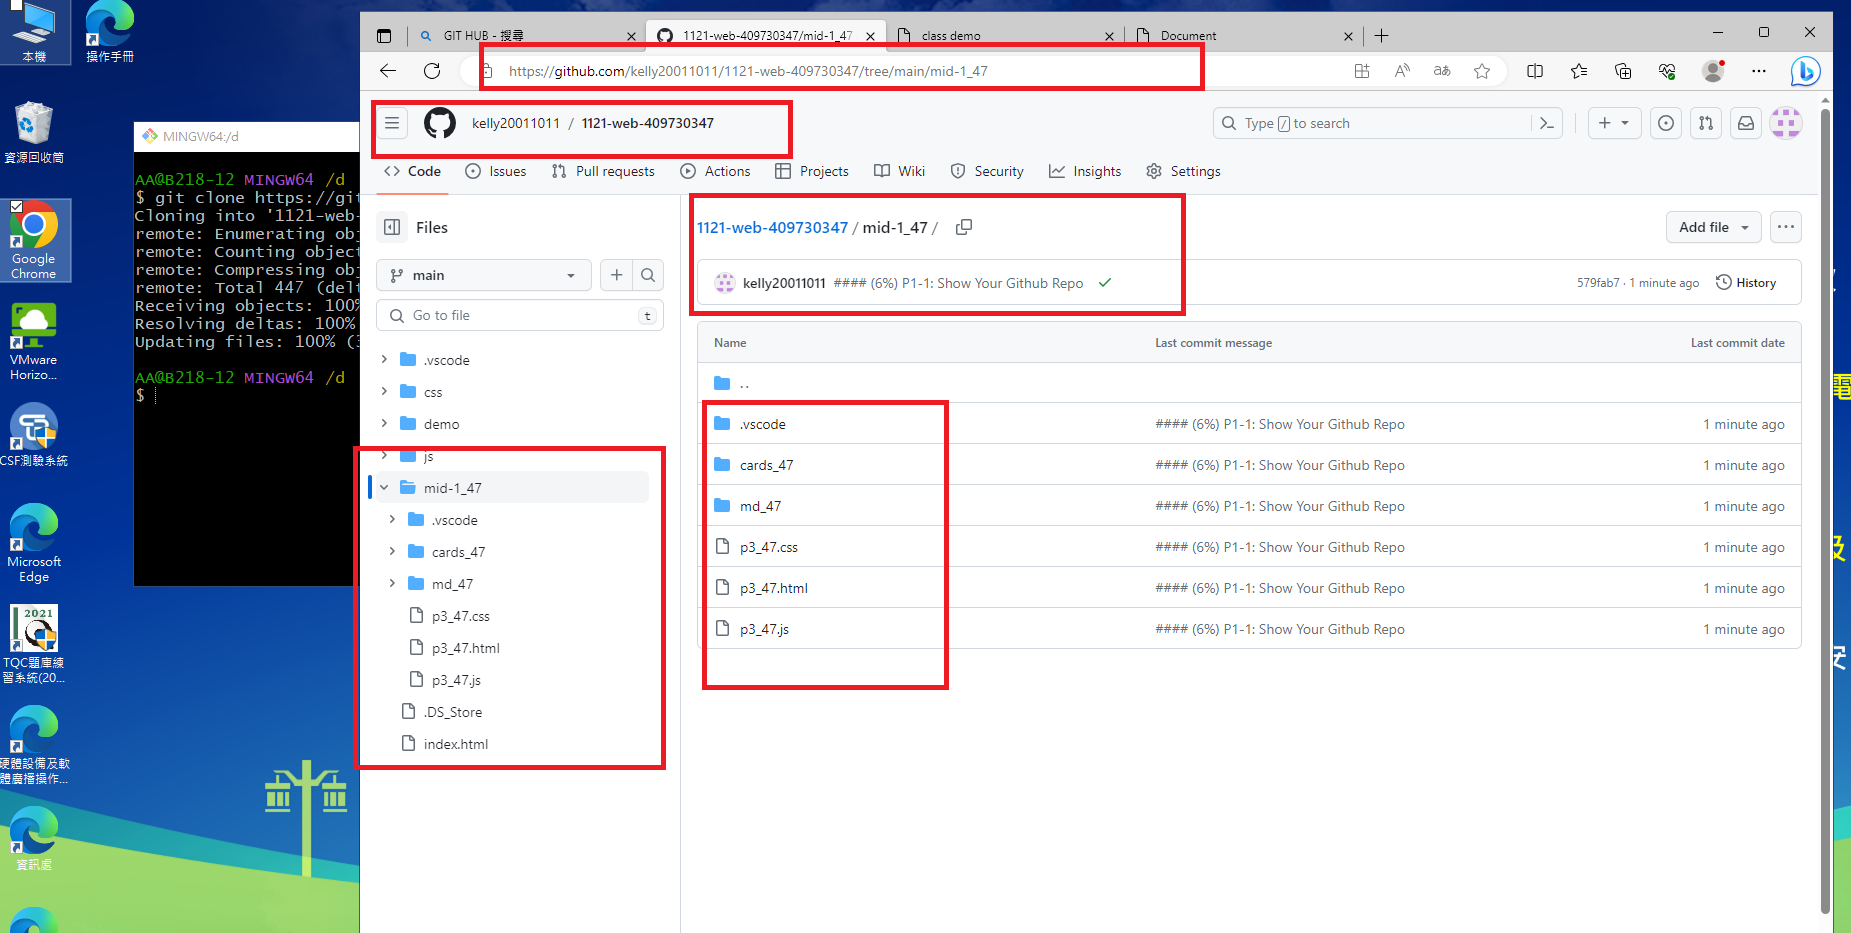 本機
操作手冊
資源回收筒
Google
Chrome
VMware
Horizo...
CSF測驗系統
Microsoft
Edge
2021
TQC題庫練
習系統(20...
硬體設備及軟
體廣播操作...
資訊處
MINGW64:/d
AA@B218-12 MINGW64 /d
$ git clone https://git
Cloning into '1121-web-
remote: Enumerating obj
remote: Counting object
remote: Compressing obj
remote: Total 447 (delt
Receiving objects: 100%
Resolving deltas: 100%
Updating files: 100% (3
AA@B218-12 MINGW64 /d
$
GIT HUB - 搜尋
1121-web-409730347/mid-1_47
class demo
Document
https://github.com/kelly20011011/1121-web-409730347/tree/main/mid-1_47
kelly20011011 / 1121-web-409730347
Type / to search
Code
Issues
Pull requests
Actions
Projects
Wiki
Security
Insights
Settings
Files
main
Go to file
t
.vscode
css
demo
js
mid-1_47
.vscode
cards_47
md_47
p3_47.css
p3_47.html
p3_47.js
.DS_Store
index.html
1121-web-409730347 / mid-1_47 /
Add file
kelly20011011 #### (6%) P1-1: Show Your Github Repo
579fab7 · 1 minute ago
History
Name Last commit message Last commit date
..
.vscode #### (6%) P1-1: Show Your Github Repo 1 minute ago
cards_47 #### (6%) P1-1: Show Your Github Repo 1 minute ago
md_47 #### (6%) P1-1: Show Your Github Repo 1 minute ago
p3_47.css #### (6%) P1-1: Show Your Github Repo 1 minute ago
p3_47.html #### (6%) P1-1: Show Your Github Repo 1 minute ago
p3_47.js #### (6%) P1-1: Show Your Github Repo 1 minute ago
電